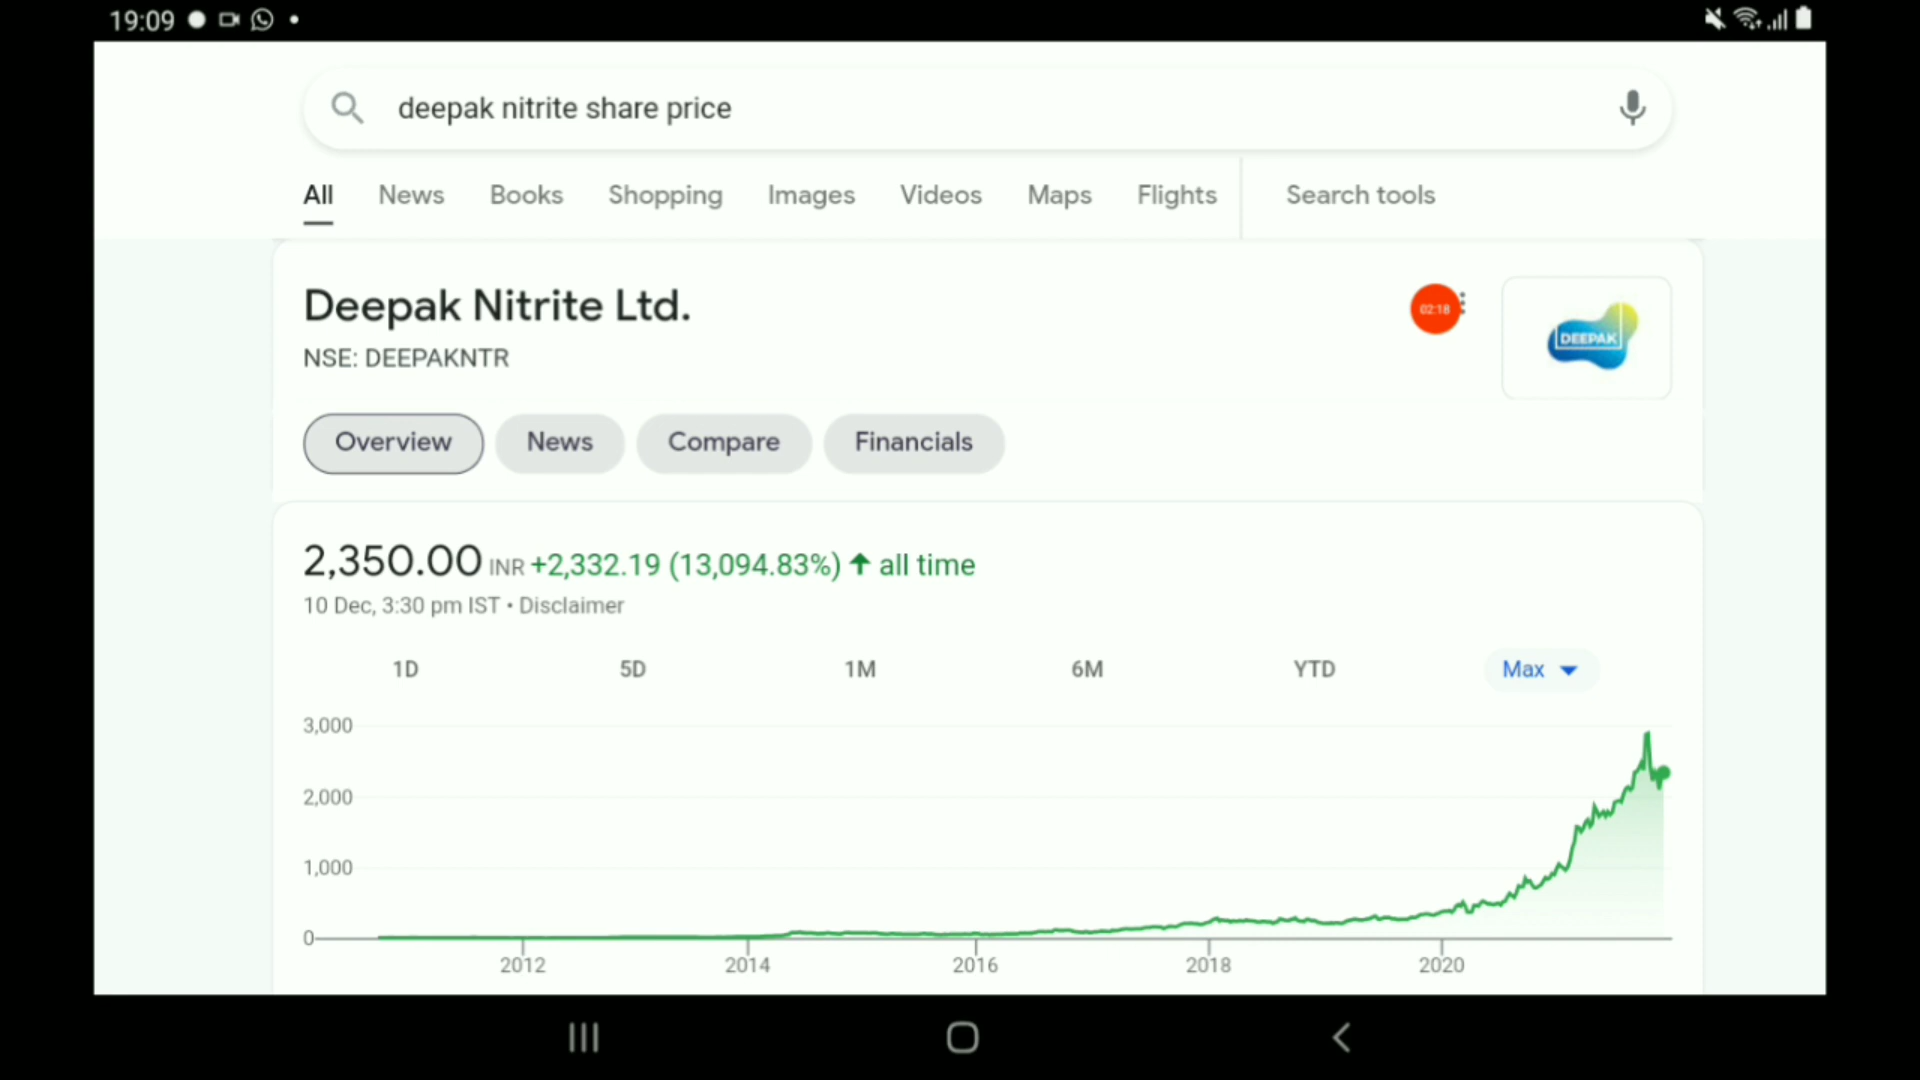 19:09
deepak nitrite share price
All News Books Shopping Images Videos Maps Flights Search tools
Deepak Nitrite Ltd.
NSE: DEEPAKNTR
02:18
DEEPAK
Overview News Compare Financials
2,350.00 INR +2,332.19 (13,094.83%) ↑ all time
10 Dec, 3:30 pm IST • Disclaimer
1D 5D 1M 6M YTD Max
3,000
2,000
1,000
0
2012 2014 2016 2018 2020